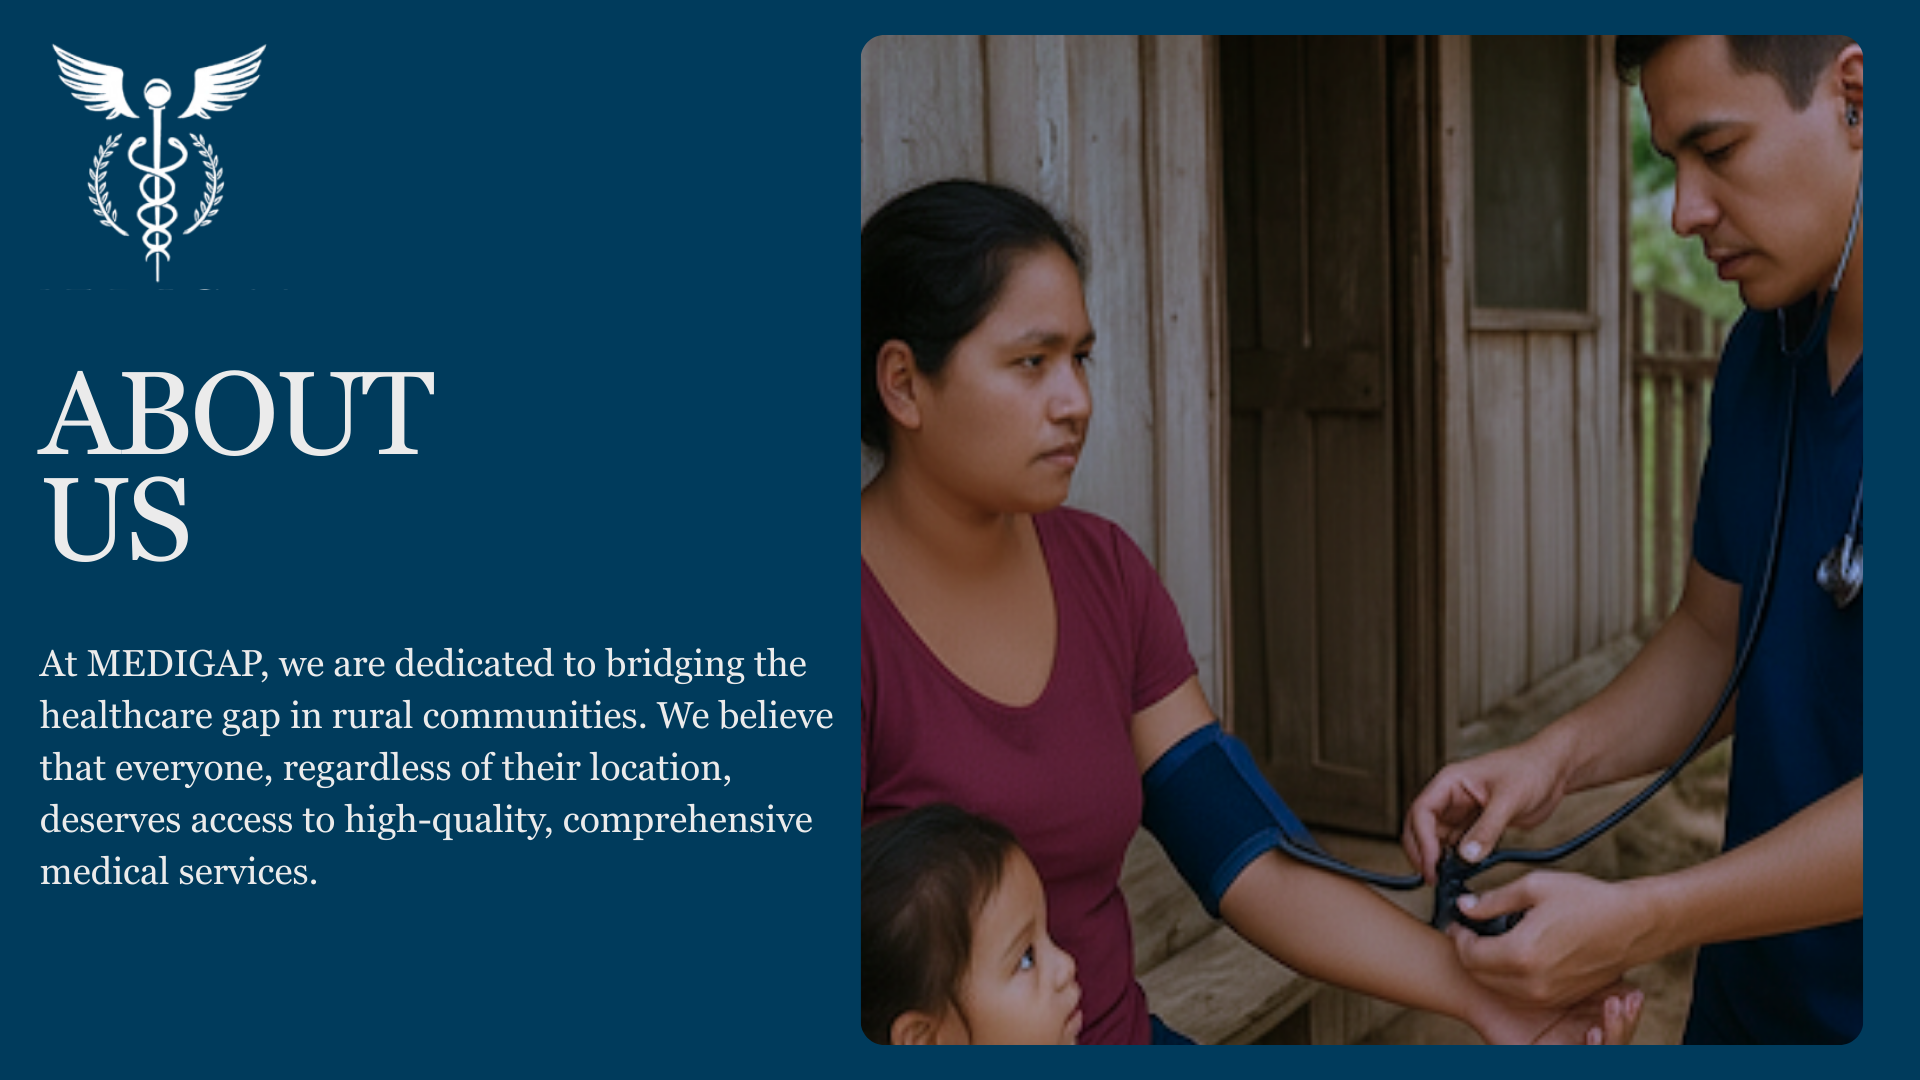 ABOUT
US
At MEDIGAP, we are dedicated to bridging the
healthcare gap in rural communities. We believe
that everyone, regardless of their location,
deserves access to high-quality, comprehensive
medical services.